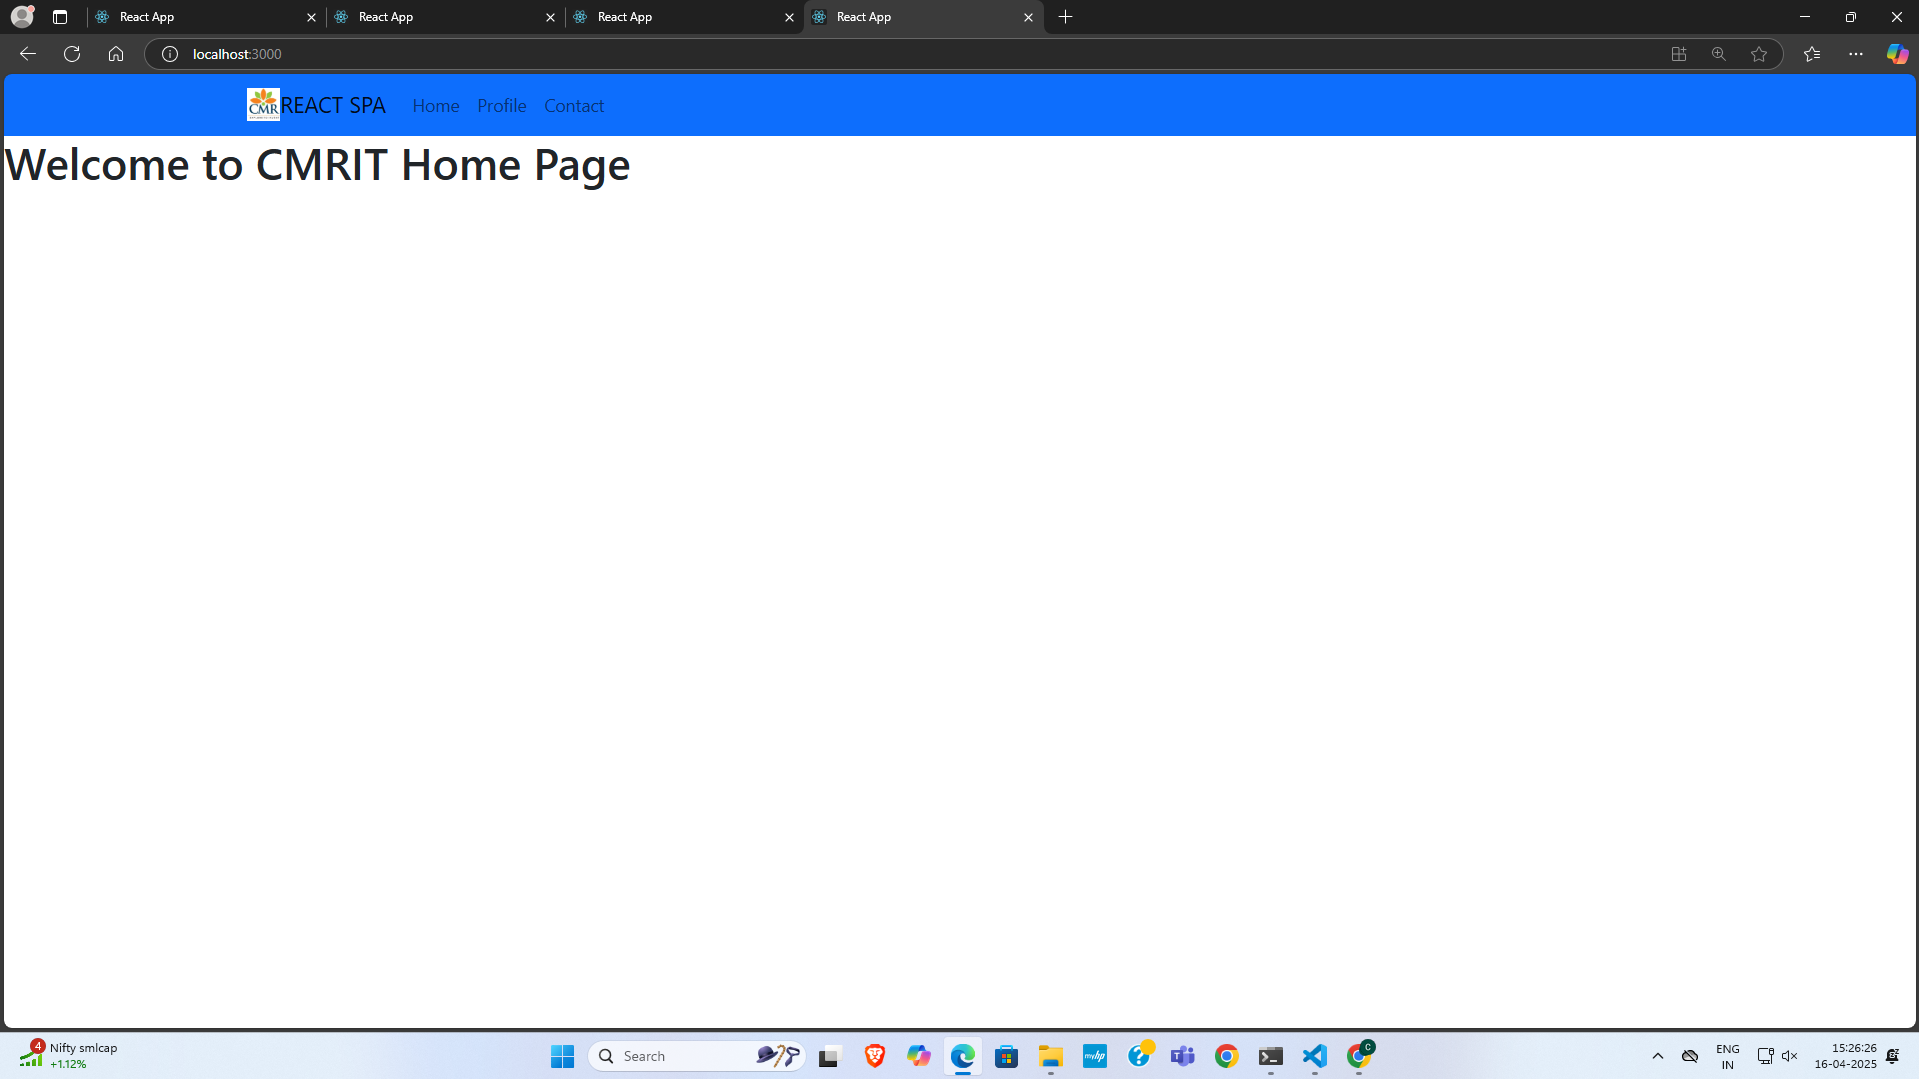 React App
React App
React App
React App
localhost:3000
CMR
REACT SPA
Home
Profile
Contact
Welcome to CMRIT Home Page
4
Nifty smlcap
+1.12%
Search
myhp
C
ENG
IN
15:26:26
16-04-2025